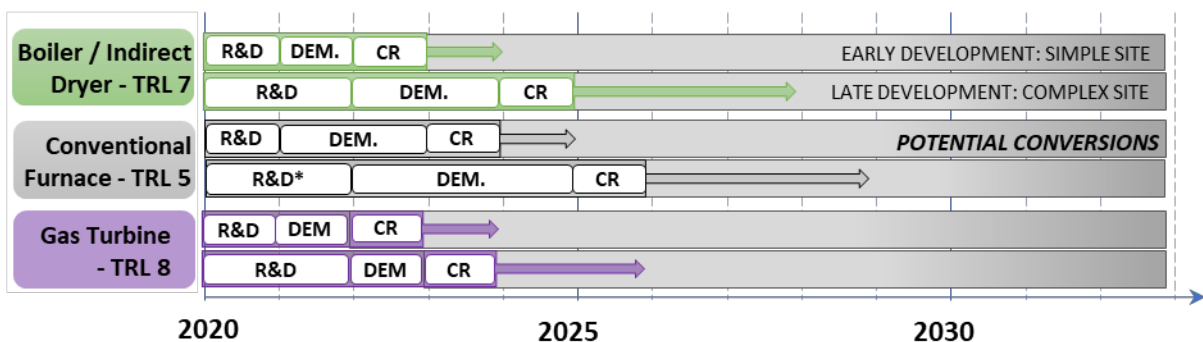 Boiler / Indirect
Dryer - TRL 7
R&D DEM. CR EARLY DEVELOPMENT: SIMPLE SITE
R&D DEM. CR LATE DEVELOPMENT: COMPLEX SITE
Conventional
Furnace - TRL 5
R&D DEM. CR POTENTIAL CONVERSIONS
R&D* DEM. CR
Gas Turbine
- TRL 8
R&D DEM CR
R&D DEM CR
2020 2025 2030